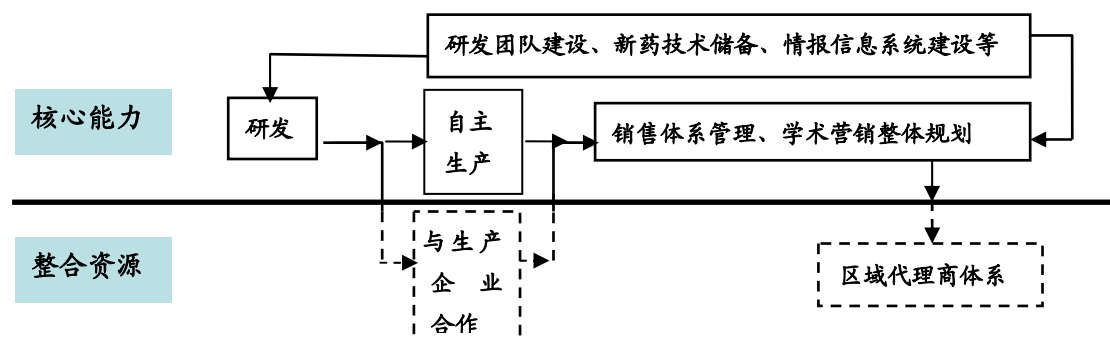 研发团队建设、新药技术储备、情报信息系统建设等
核心能力
研发
自主
生产
销售体系管理、学术营销整体规划
整合资源
与生产
企业
合作
区域代理商体系